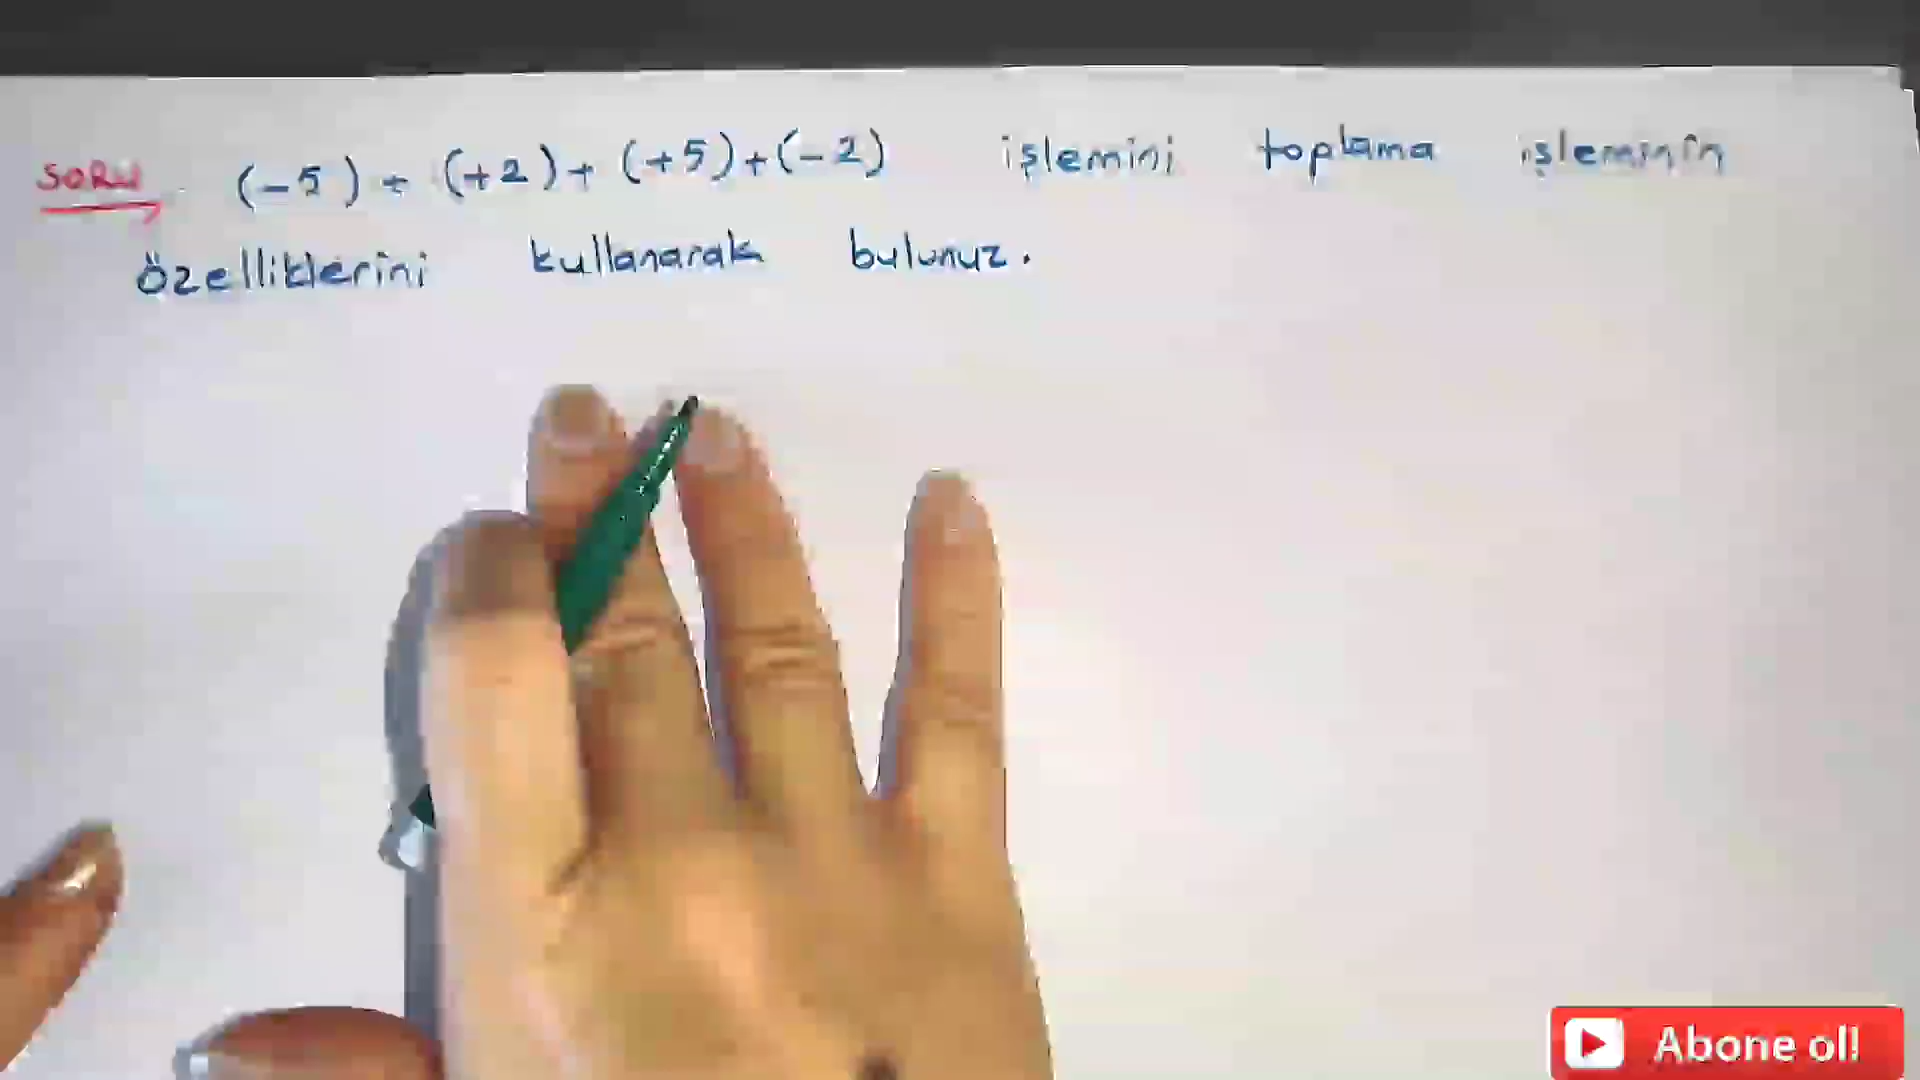 SORU (-5) + (+2) + (+5) + (-2) işlemini toplama işleminin
özelliklerini kullanarak bulunuz.
Abone ol!